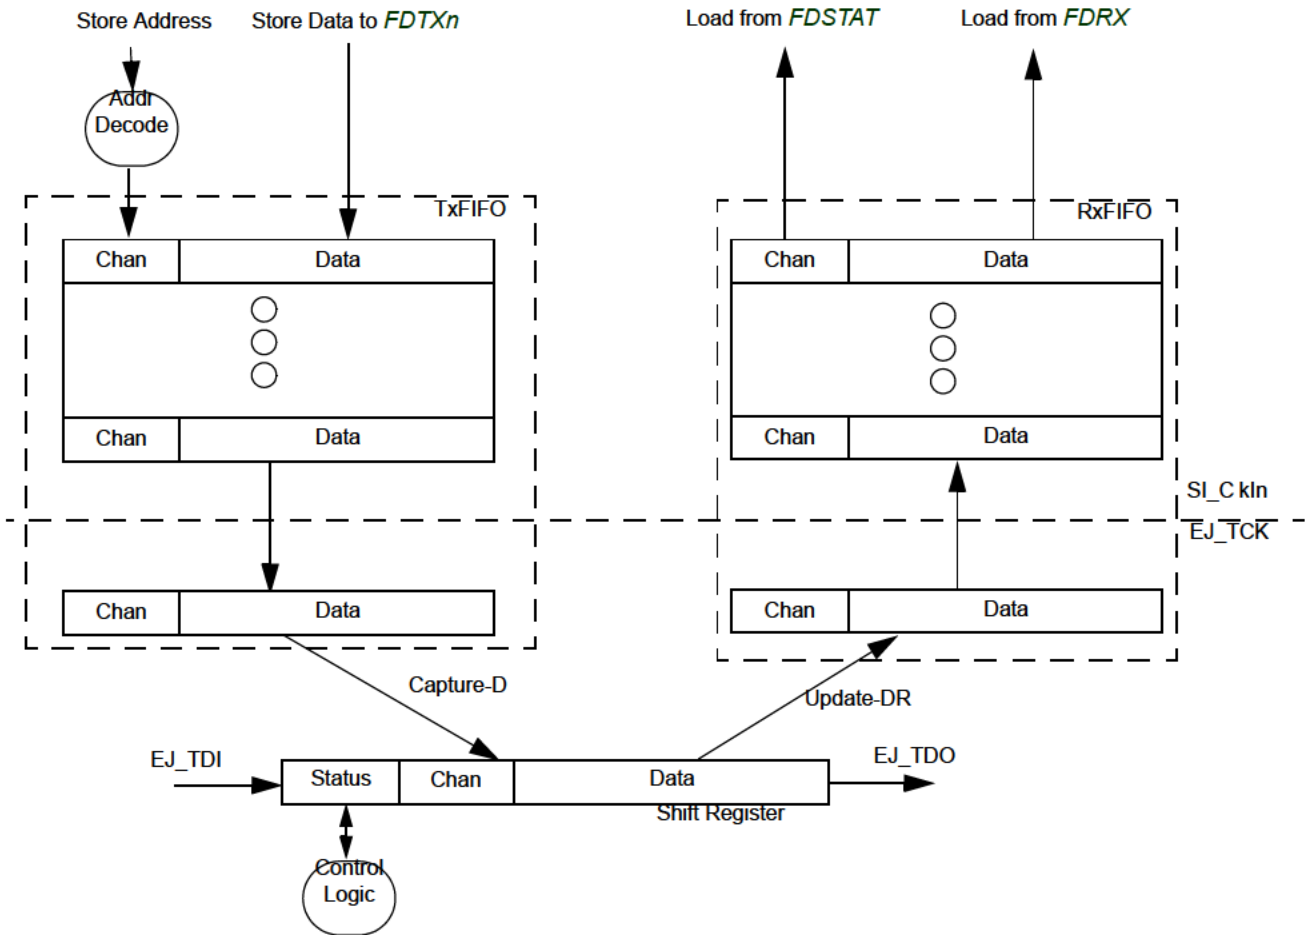 Store Address
Store Data to FDTXn
Load from FDSTAT
Load from FDRX
Addr
Decode
TxFIFO
RxFIFO
Chan
Data
Chan
Data
Chan
Data
Chan
Data
SI_C kIn
EJ_TCK
Chan
Data
Chan
Data
Capture-D
Update-DR
EJ_TDI
EJ_TDO
Status
Chan
Data
Shift Register
Control
Logic